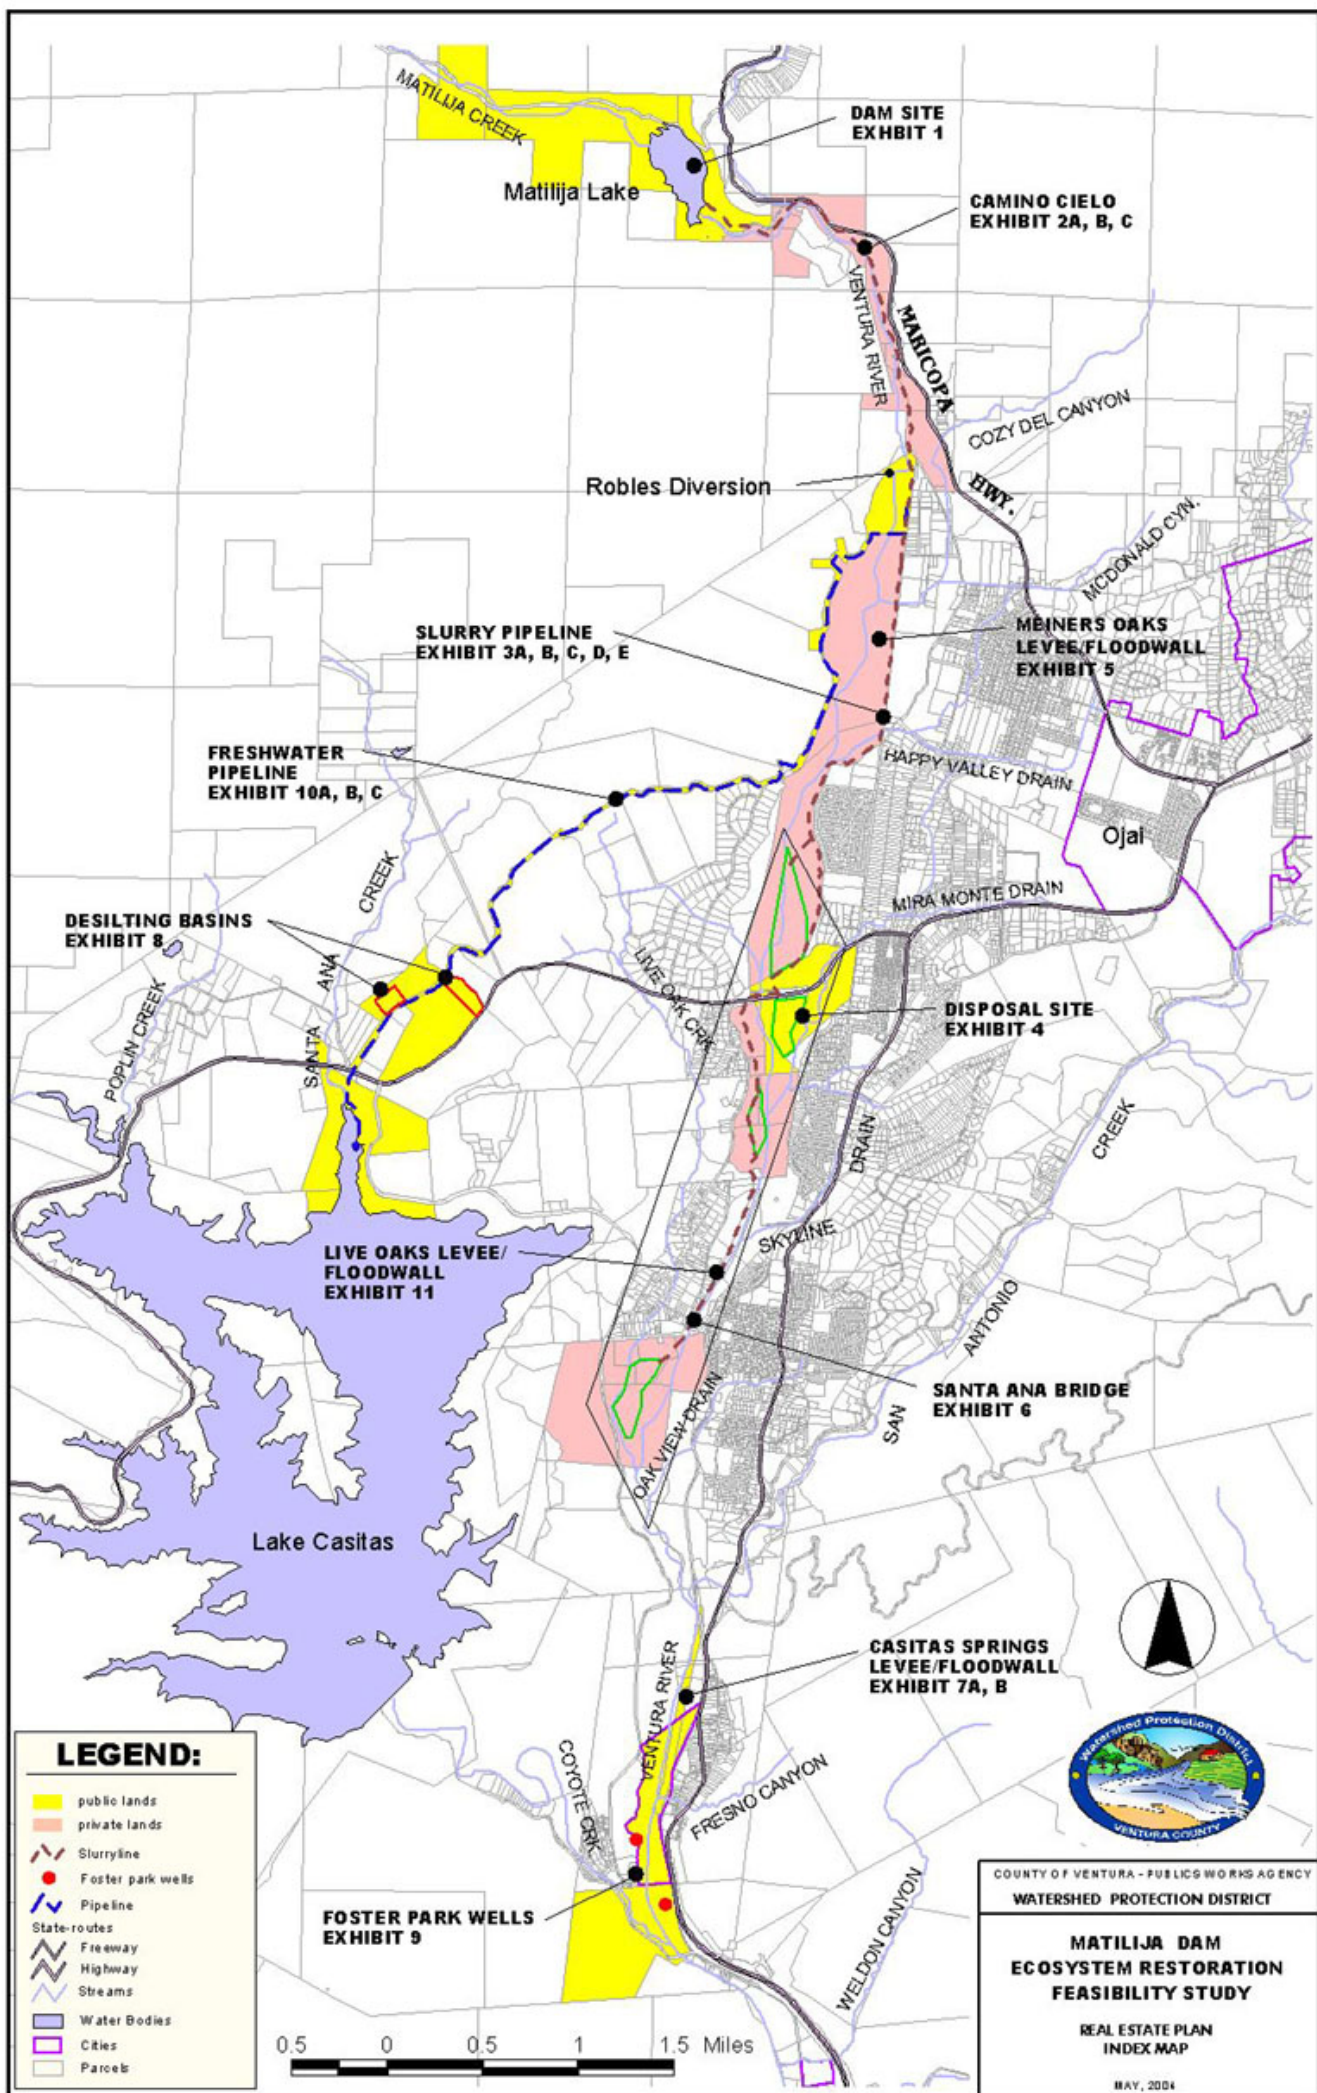 MATILIJA CREEK
DAM SITE
EXHBIT 1
Matilija Lake
CAMINO CIELO
EXHIBIT 2A, B, C
VENTURA RIVER
MARICOPA
HWY.
COZY DEL CANYON
Robles Diversion
MCDONALD CYN.
SLURRY PIPELINE
EXHIBIT 3A, B, C, D, E
MEINERS OAKS
LEVEE/FLOODWALL
EXHIBIT 5
FRESHWATER
PIPELINE
EXHIBIT 10A, B, C
HAPPY VALLEY DRAIN
Ojai
MIRA MONTE DRAIN
DESILTING BASINS
EXHIBIT 8
SANTA
ANA
CREEK
POPLIN CREEK
LIVE OAK CRK.
DISPOSAL SITE
EXHIBIT 4
SKYLINE
DRAIN
SAN
ANTONIO
CREEK
LIVE OAKS LEVEE/
FLOODWALL
EXHIBIT 11
SANTA ANA BRIDGE
EXHIBIT 6
OAK VIEW DRAIN
Lake Casitas
CASITAS SPRINGS
LEVEE/FLOODWALL
EXHIBIT 7A, B
VENTURA RIVER
COYOTE CRK.
FRESNO CANYON
WELDON CANYON
FOSTER PARK WELLS
EXHIBIT 9
LEGEND:
public lands
private lands
Slurryline
Foster park wells
Pipeline
State-routes
Freeway
Highway
Streams
Water Bodies
Cities
Parcels
0.5 0 0.5 1 1.5 Miles
Watershed Protection District
VENTURA COUNTY
COUNTY OF VENTURA - PUBLICS WORKS AGENCY
WATERSHED PROTECTION DISTRICT
MATILIJA DAM
ECOSYSTEM RESTORATION
FEASIBILITY STUDY
REAL ESTATE PLAN
INDEX MAP
MAY, 2004